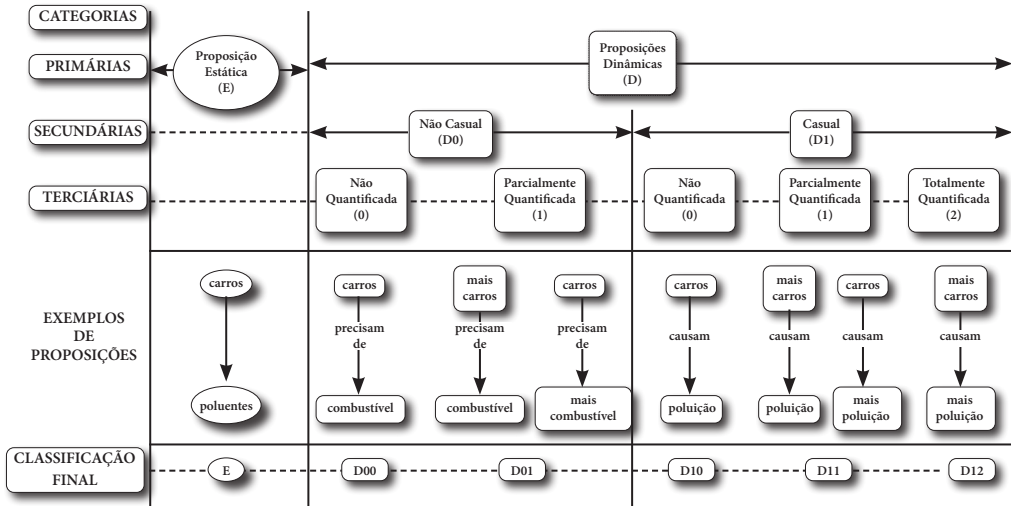 CATEGORIAS
PRIMÁRIAS
Proposição
Estática
(E)
Proposições
Dinâmicas
(D)
SECUNDÁRIAS
Não Casual
(D0)
Casual
(D1)
TERCIÁRIAS
Não
Quantificada
(0)
Parcialmente
Quantificada
(1)
Não
Quantificada
(0)
Parcialmente
Quantificada
(1)
Totalmente
Quantificada
(2)
EXEMPLOS
DE
PROPOSIÇÕES
carros
poluentes
carros
precisam
de
combustível
mais
carros
precisam
de
combustível
carros
precisam
de
mais
combustível
carros
causam
poluição
mais
carros
causam
poluição
carros
causam
mais
poluição
mais
carros
causam
mais
poluição
CLASSIFICAÇÃO
FINAL
E
D00
D01
D10
D11
D12